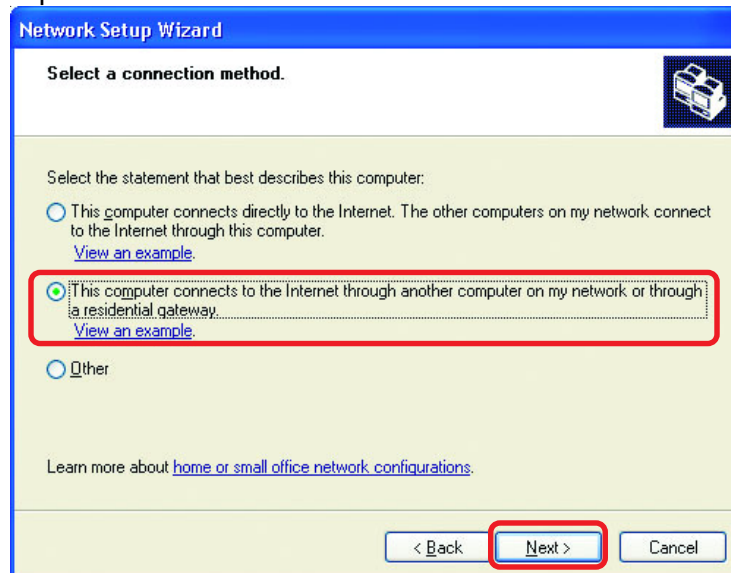 Network Setup Wizard
Select a connection method.
Select the statement that best describes this computer:
This computer connects directly to the Internet. The other computers on my network connect
to the Internet through this computer.
View an example.
This computer connects to the Internet through another computer on my network or through
a residential gateway.
View an example.
Other
Learn more about home or small office network configurations.
< Back Next > Cancel